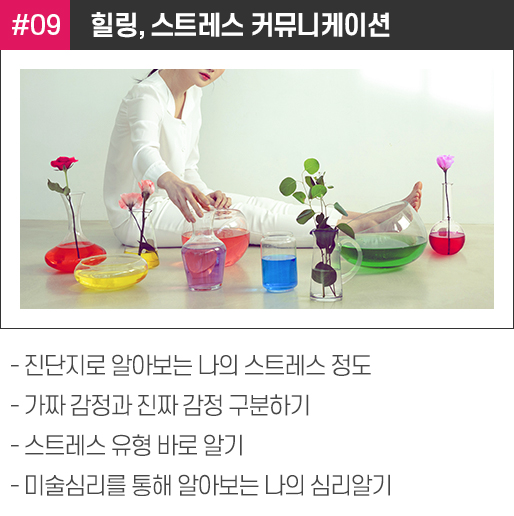 #09 힐링, 스트레스 커뮤니케이션
- 진단지로 알아보는 나의 스트레스 정도
- 가짜 감정과 진짜 감정 구분하기
- 스트레스 유형 바로 알기
- 미술심리를 통해 알아보는 나의 심리알기